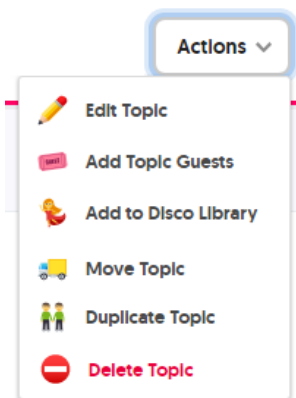 Actions
Edit Topic
Add Topic Guests
Add to Disco Library
Move Topic
Duplicate Topic
Delete Topic